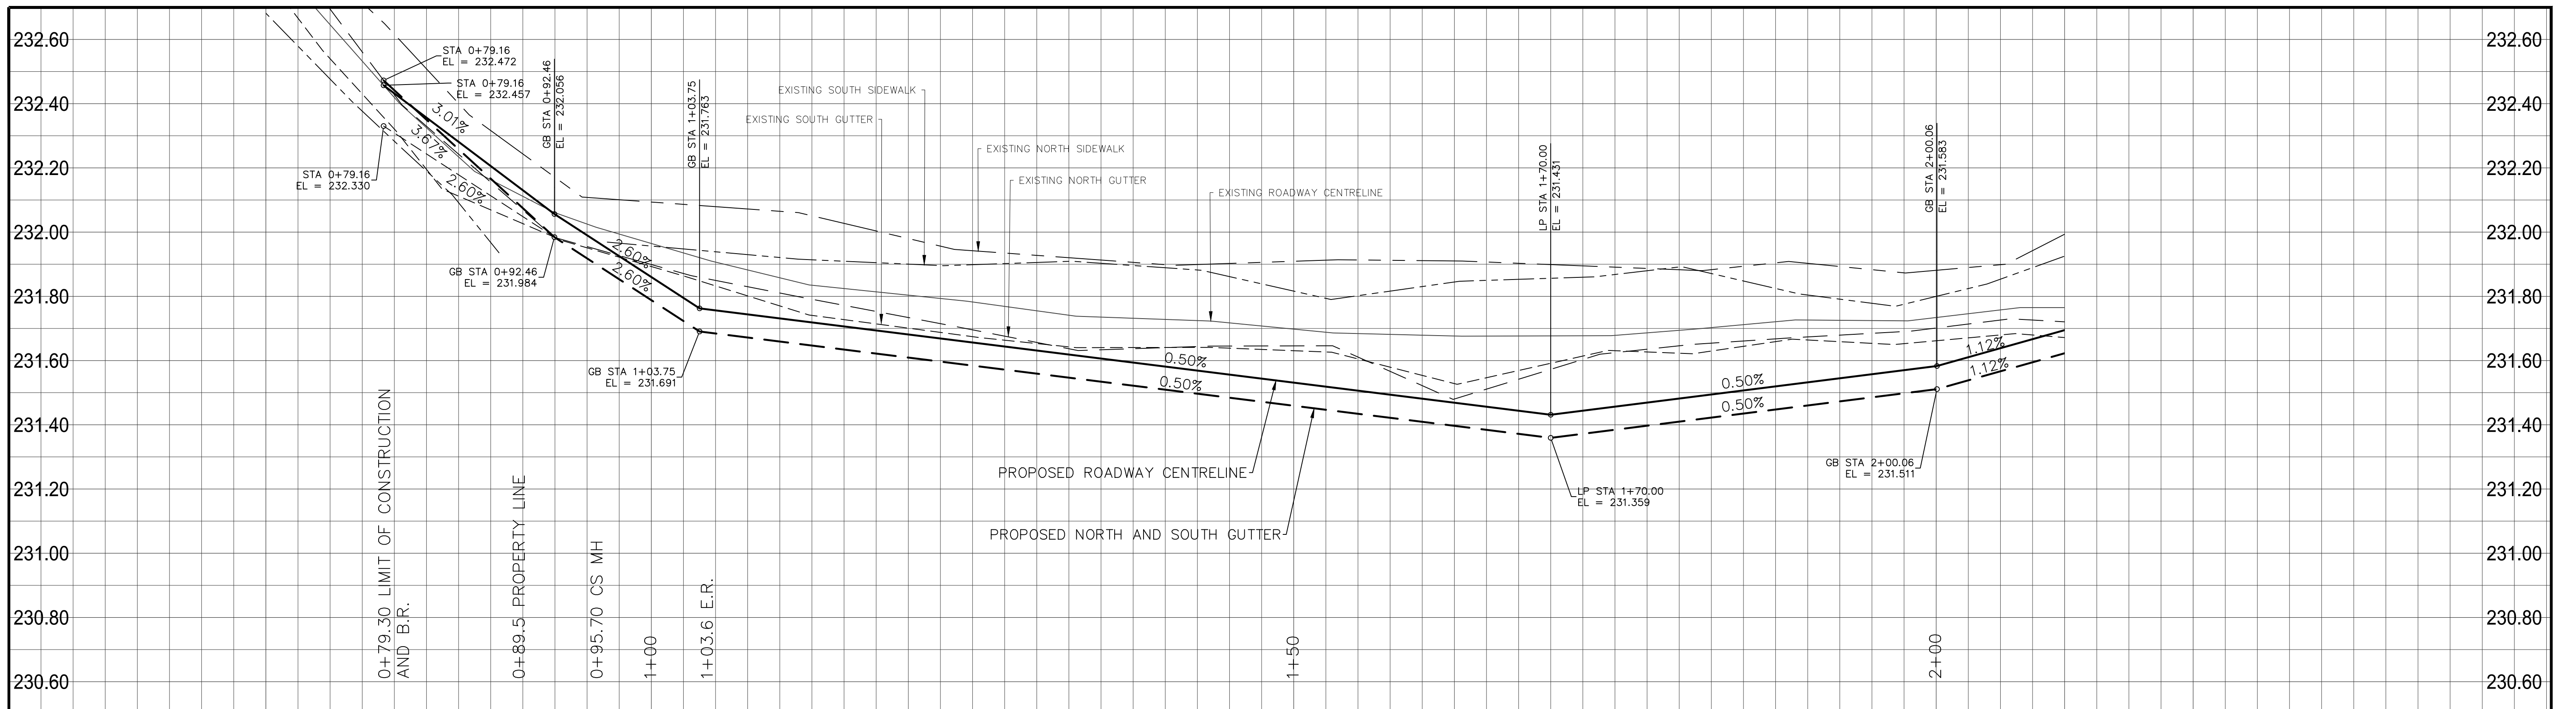 232.60
232.40
232.20
232.00
231.80
231.60
231.40
231.20
231.00
230.80
230.60
STA 0+79.16
EL = 232.472
STA 0+79.16
EL = 232.457
STA 0+79.16
EL = 232.330
3.01%
3.67%
2.60%
GB STA 0+92.46
EL = 232.056
GB STA 0+92.46
EL = 231.984
2.60%
2.60%
GB STA 1+03.75
EL = 231.763
GB STA 1+03.75
EL = 231.691
EXISTING SOUTH SIDEWALK
EXISTING SOUTH GUTTER
EXISTING NORTH SIDEWALK
EXISTING NORTH GUTTER
EXISTING ROADWAY CENTRELINE
0.50%
0.50%
PROPOSED ROADWAY CENTRELINE
PROPOSED NORTH AND SOUTH GUTTER
LP STA 1+70.00
EL = 231.431
LP STA 1+70.00
EL = 231.359
0.50%
0.50%
GB STA 2+00.06
EL = 231.583
GB STA 2+00.06
EL = 231.511
1.12%
1.12%
0+79.30 LIMIT OF CONSTRUCTION
AND B.R.
0+89.5 PROPERTY LINE
0+95.70 CS MH
1+00
1+03.6 E.R.
1+50
2+00
232.60
232.40
232.20
232.00
231.80
231.60
231.40
231.20
231.00
230.80
230.60